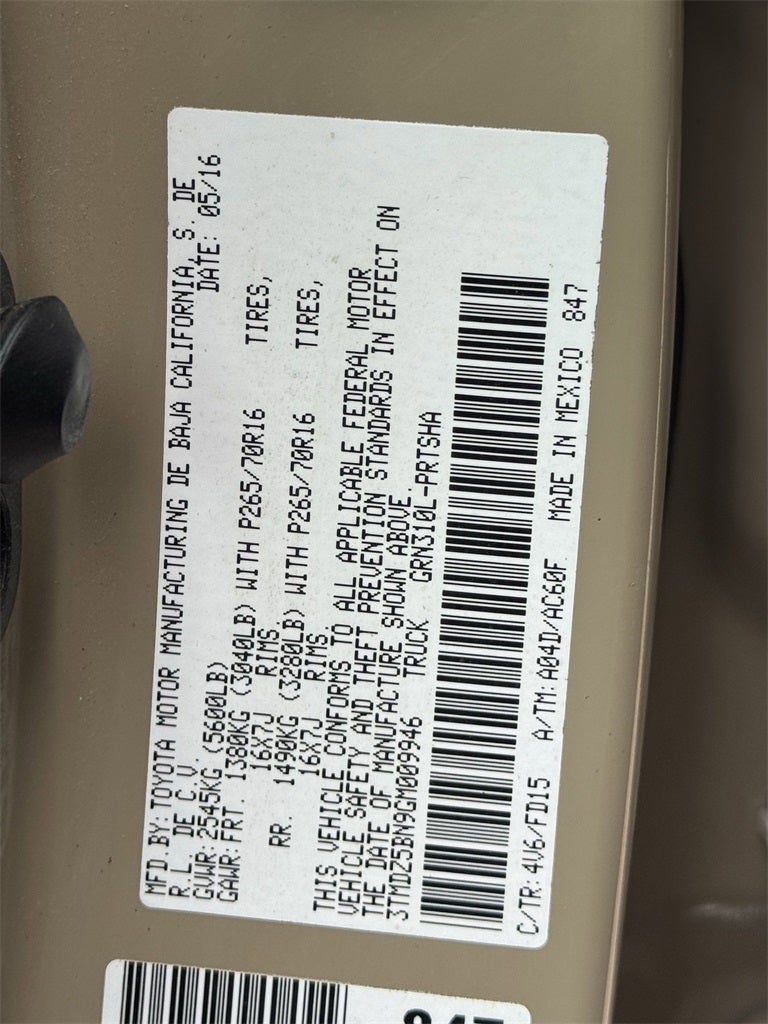 MFD BY:TOYOTA MOTOR MANUFACTURING DE BAJA CALIFORNIA, S. DE
R.L. DE C.V. DATE: 05/16
GVWR:2545KG (5600LB)
GAWR:FRT. 1380KG (3040LB) WITH P265/70R16 TIRES,
16X7J RIMS.
RR. 1490KG (3280LB) WITH P265/70R16 TIRES,
16X7J RIMS.
THIS VEHICLE CONFORMS TO ALL APPLICABLE FEDERAL MOTOR
VEHICLE SAFETY AND THEFT PREVENTION STANDARDS IN EFFECT ON
THE DATE OF MANUFACTURE SHOWN ABOVE.
3TMDZ5BN9GM009946 TRUCK GRN310L-PRTSHA
C/TR:4V6/FD15 A/TM:A04D/AC60F MADE IN MEXICO 847